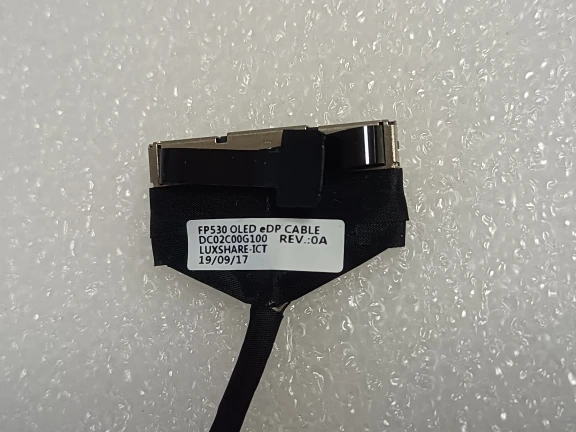 FP530 OLED eDP CABLE
DC02C00G100 REV.:0A
LUXSHARE-ICT
19/09/17